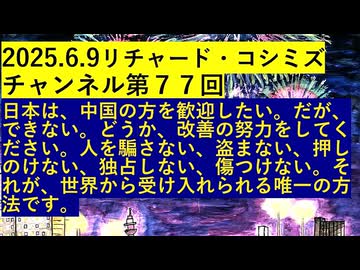 2025.6.9リチャード・コシミズ
チャンネル第７７回
日本は、中国の方を歓迎したい。だが、
できない。どうか、改善の努力をしてく
ださい。人を騙さない、盗まない、押し
のけない、独占しない、傷つけない。そ
れが、世界から受け入れられる唯一の方
法です。